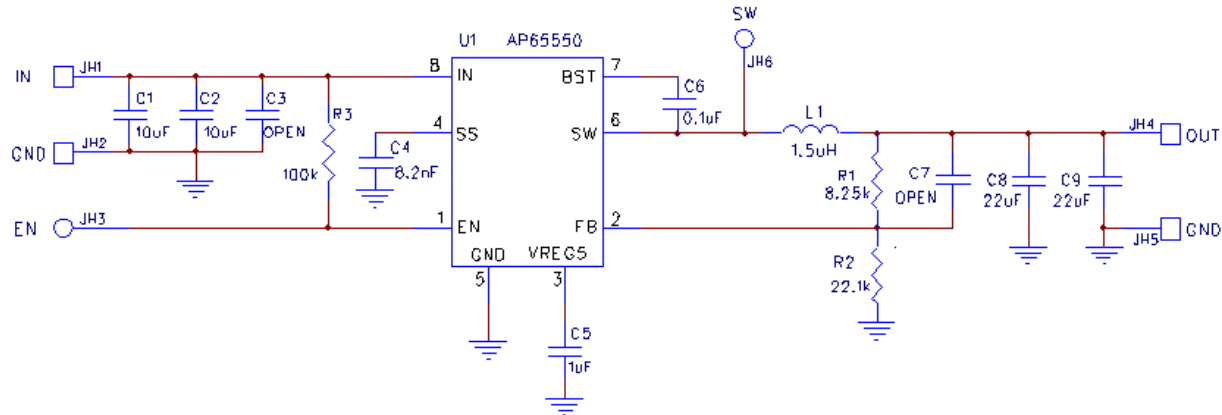 SW
U1 AP65550
JH6
IN JH1
8 IN
BST 7
C1 10uF
C2 10uF
C3 OPEN
R3 100k
C6 0.1uF
4 SS
SW 6
L1 1.5uH
JH4 OUT
GND JH2
C4 8.2nF
R1 8.25k
C7 OPEN
C8 22uF
C9 22uF
EN JH3
1 EN
FB 2
JH5 GND
GND VREG5
5 3
R2 22.1k
C5 1uF